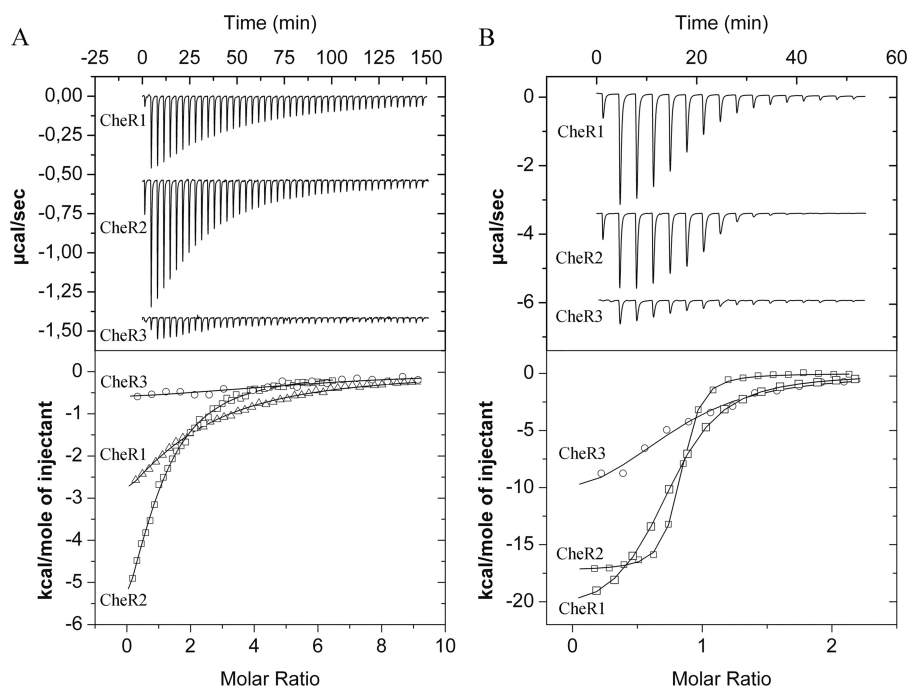 A
Time (min)
-25 0 25 50 75 100 125 150
0,00
-0,25
-0,50
-0,75
-1,00
-1,25
-1,50
µcal/sec
CheR1
CheR2
CheR3
0
-1
-2
-3
-4
-5
-6
kcal/mole of injectant
CheR3
CheR1
CheR2
0 2 4 6 8 10
Molar Ratio
B
Time (min)
0 20 40 60
0
-2
-4
-6
µcal/sec
CheR1
CheR2
CheR3
0
-5
-10
-15
-20
kcal/mole of injectant
CheR3
CheR2
CheR1
0 1 2
Molar Ratio